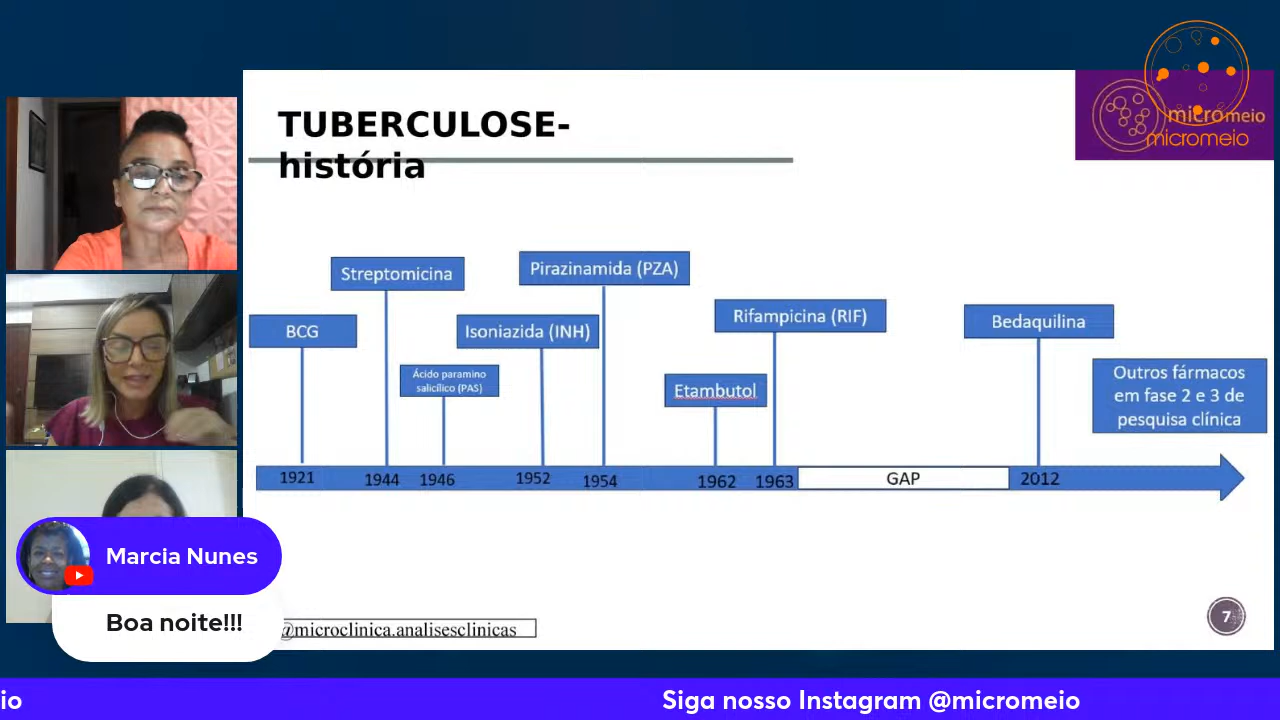 TUBERCULOSE-
história
micromeio
micromeio
Streptomicina
Pirazinamida (PZA)
BCG
Isoniazida (INH)
Rifampicina (RIF)
Bedaquilina
Ácido paramino
salicílico (PAS)
Etambutol
Outros fármacos
em fase 2 e 3 de
pesquisa clínica
1921
1944
1946
1952
1954
1962
1963
GAP
2012
Marcia Nunes
Boa noite!!!
@microclinica.analisesclinicas
7
io
Siga nosso Instagram @micromeio